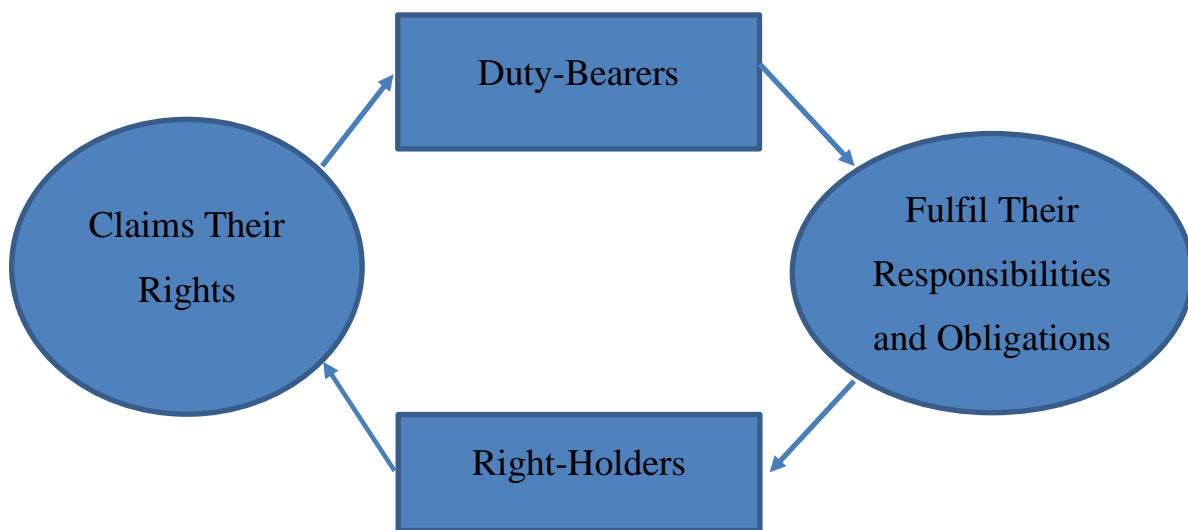 Duty-Bearers
Claims Their
Rights
Fulfil Their
Responsibilities
and Obligations
Right-Holders